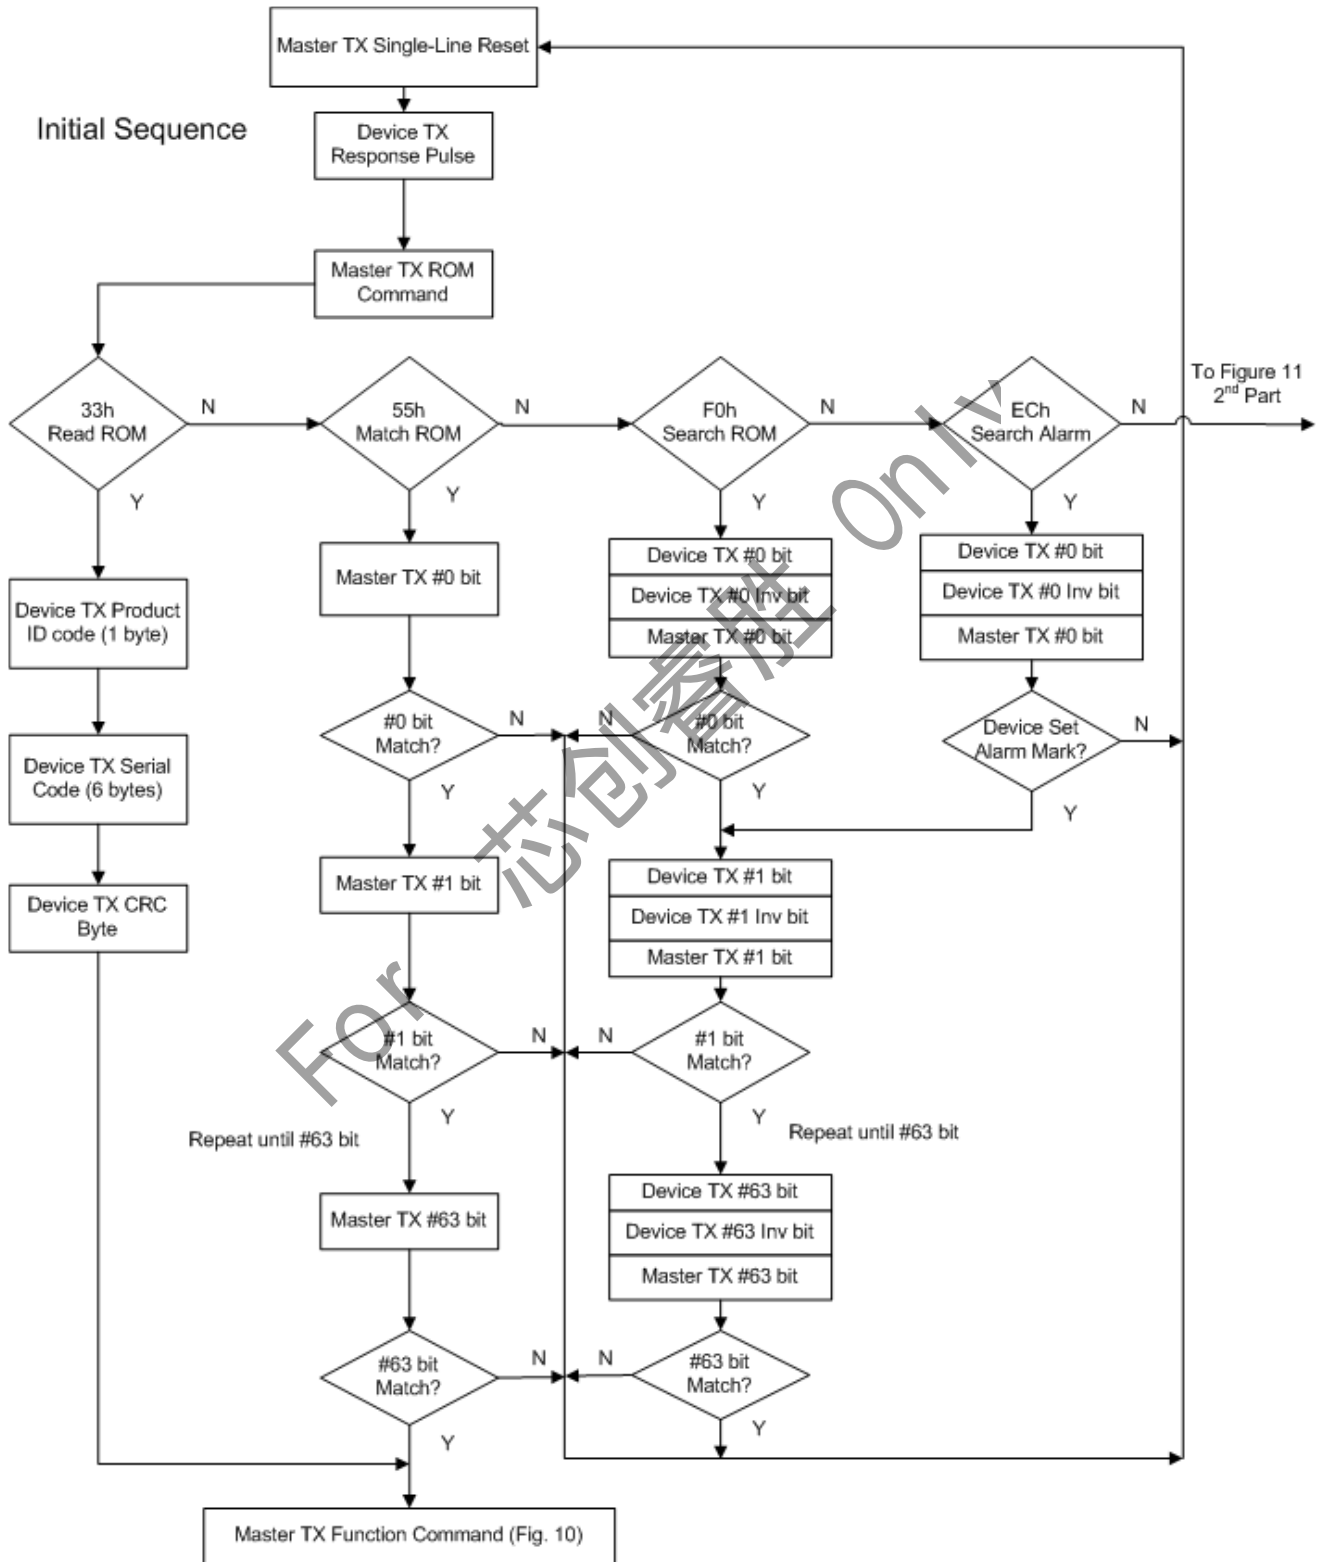 Master TX Single-Line Reset
Initial Sequence
Device TX
Response Pulse
Master TX ROM
Command
To Figure 11
2nd Part
33h
Read ROM
N
Y
55h
Match ROM
N
Y
F0h
Search ROM
N
Y
ECh
Search Alarm
N
Y
Device TX Product
ID code (1 byte)
Device TX Serial
Code (6 bytes)
Device TX CRC
Byte
Master TX #0 bit
#0 bit
Match?
N
Y
Master TX #1 bit
#1 bit
Match?
N
Y
Repeat until #63 bit
Master TX #63 bit
#63 bit
Match?
N
Y
Device TX #0 bit
Device TX #0 Inv bit
Master TX #0 bit
#0 bit
Match?
N
Y
Device TX #1 bit
Device TX #1 Inv bit
Master TX #1 bit
#1 bit
Match?
N
Y
Repeat until #63 bit
Device TX #63 bit
Device TX #63 Inv bit
Master TX #63 bit
#63 bit
Match?
N
Y
Device TX #0 bit
Device TX #0 Inv bit
Master TX #0 bit
Device Set
Alarm Mark?
N
Y
Master TX Function Command (Fig. 10)
For 芯创睿胜 Only